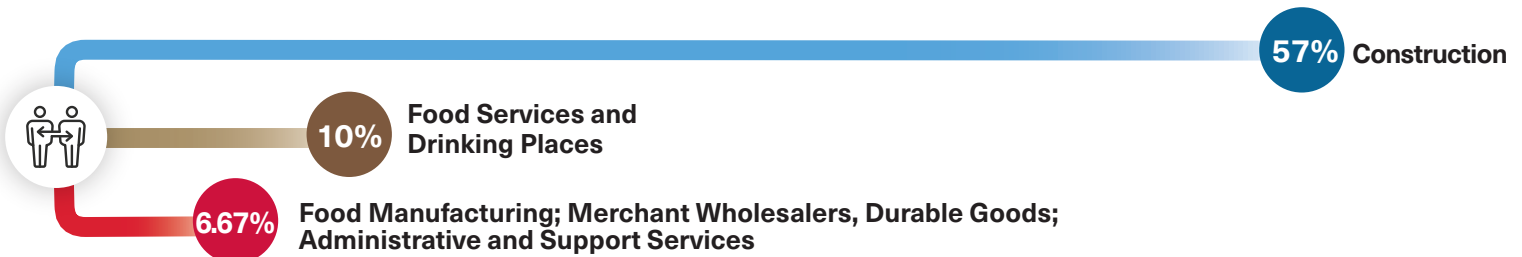 57% Construction
10%
Food Services and
Drinking Places
6.67%
Food Manufacturing; Merchant Wholesalers, Durable Goods;
Administrative and Support Services